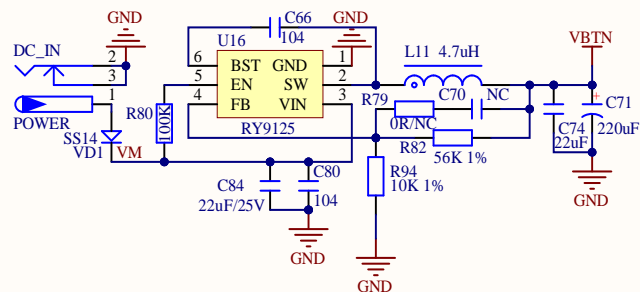 GND
C66
104
GND
DC_IN
U16
2
3
1
POWER
6 BST GND 1
5 EN SW 2
4 FB VIN 3
RY9125
L11 4.7uH
VBTN
R80
100K
SS14
VD1
VM
R79
C70
NC
0R/NC
R82
56K 1%
C74
22uF
C71
220uF
+
R94
10K 1%
C84
22uF/25V
C80
104
GND
GND
GND